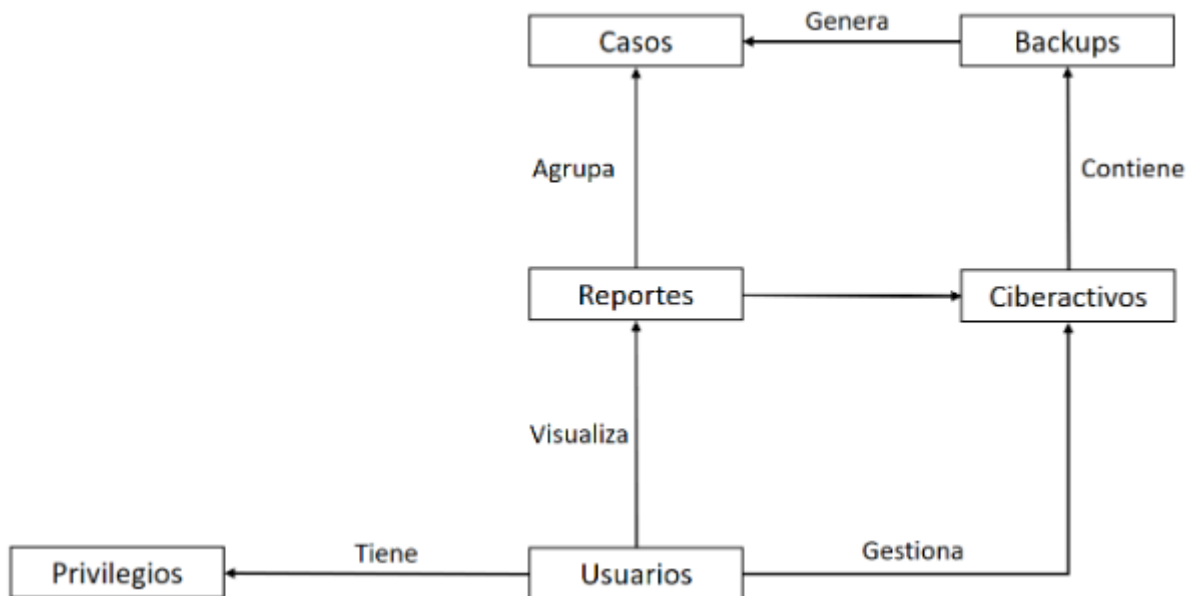 Genera
Casos
Backups
Agrupa
Contiene
Reportes
Ciberactivos
Visualiza
Tiene
Gestiona
Privilegios
Usuarios